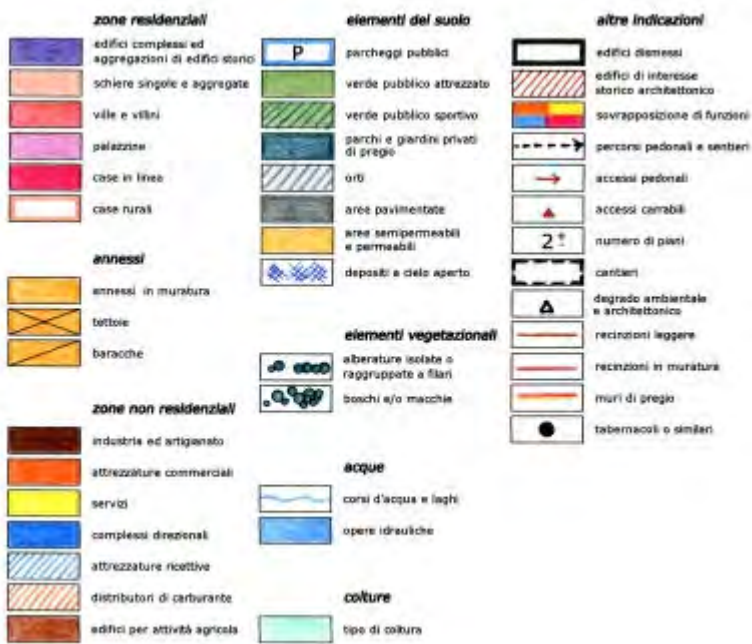 zone residenziali
edifici complessi ed
aggregazioni di edifici storici
schiere singole e aggregate
ville e villini
palazzine
case in linea
case rurali
annessi
annessi in muratura
tettoie
baracche
zone non residenziali
industria ed artigianato
attrezzature commerciali
servizi
complessi direzionali
attrezzature ricettive
distributori di carburante
edifici per attività agricola
elementi del suolo
P
parcheggi pubblici
verde pubblico attrezzato
verde pubblico sportivo
parchi e giardini privati
di pregio
orti
aree pavimentate
aree semipermeabili
e permeabili
depositi a cielo aperto
elementi vegetazionali
alberature isolate o
raggruppate a filari
boschi e/o macchie
acque
corsi d'acqua e laghi
opere idrauliche
colture
tipo di coltura
altre indicazioni
edifici dismessi
edifici di interesse
storico architettonico
sovrapposizione di funzioni
percorsi pedonali e sentieri
accessi pedonali
accessi carrabili
2±
numero di piani
cantieri
degrado ambientale
e architettonico
recinzioni leggere
recinzioni in muratura
muri di pregio
tabernacoli o similari